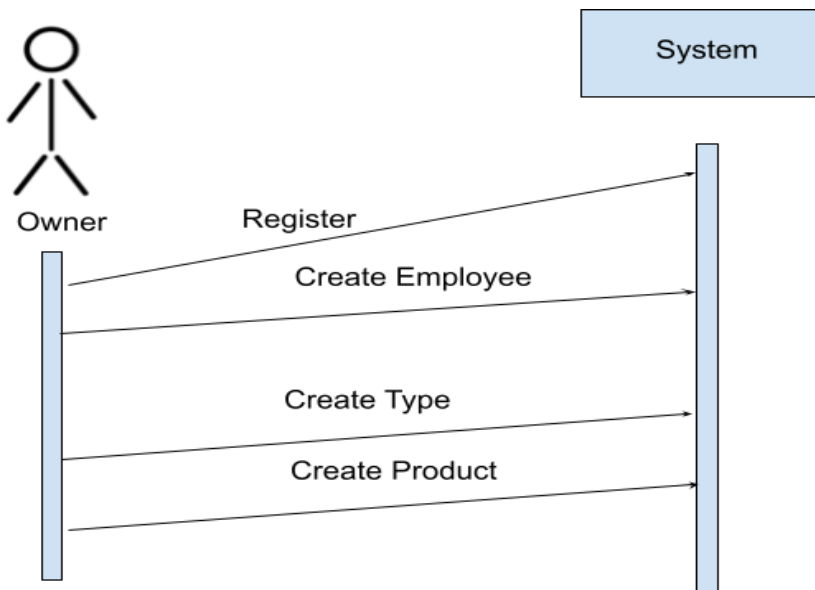 System
Owner
Register
Create Employee
Create Type
Create Product